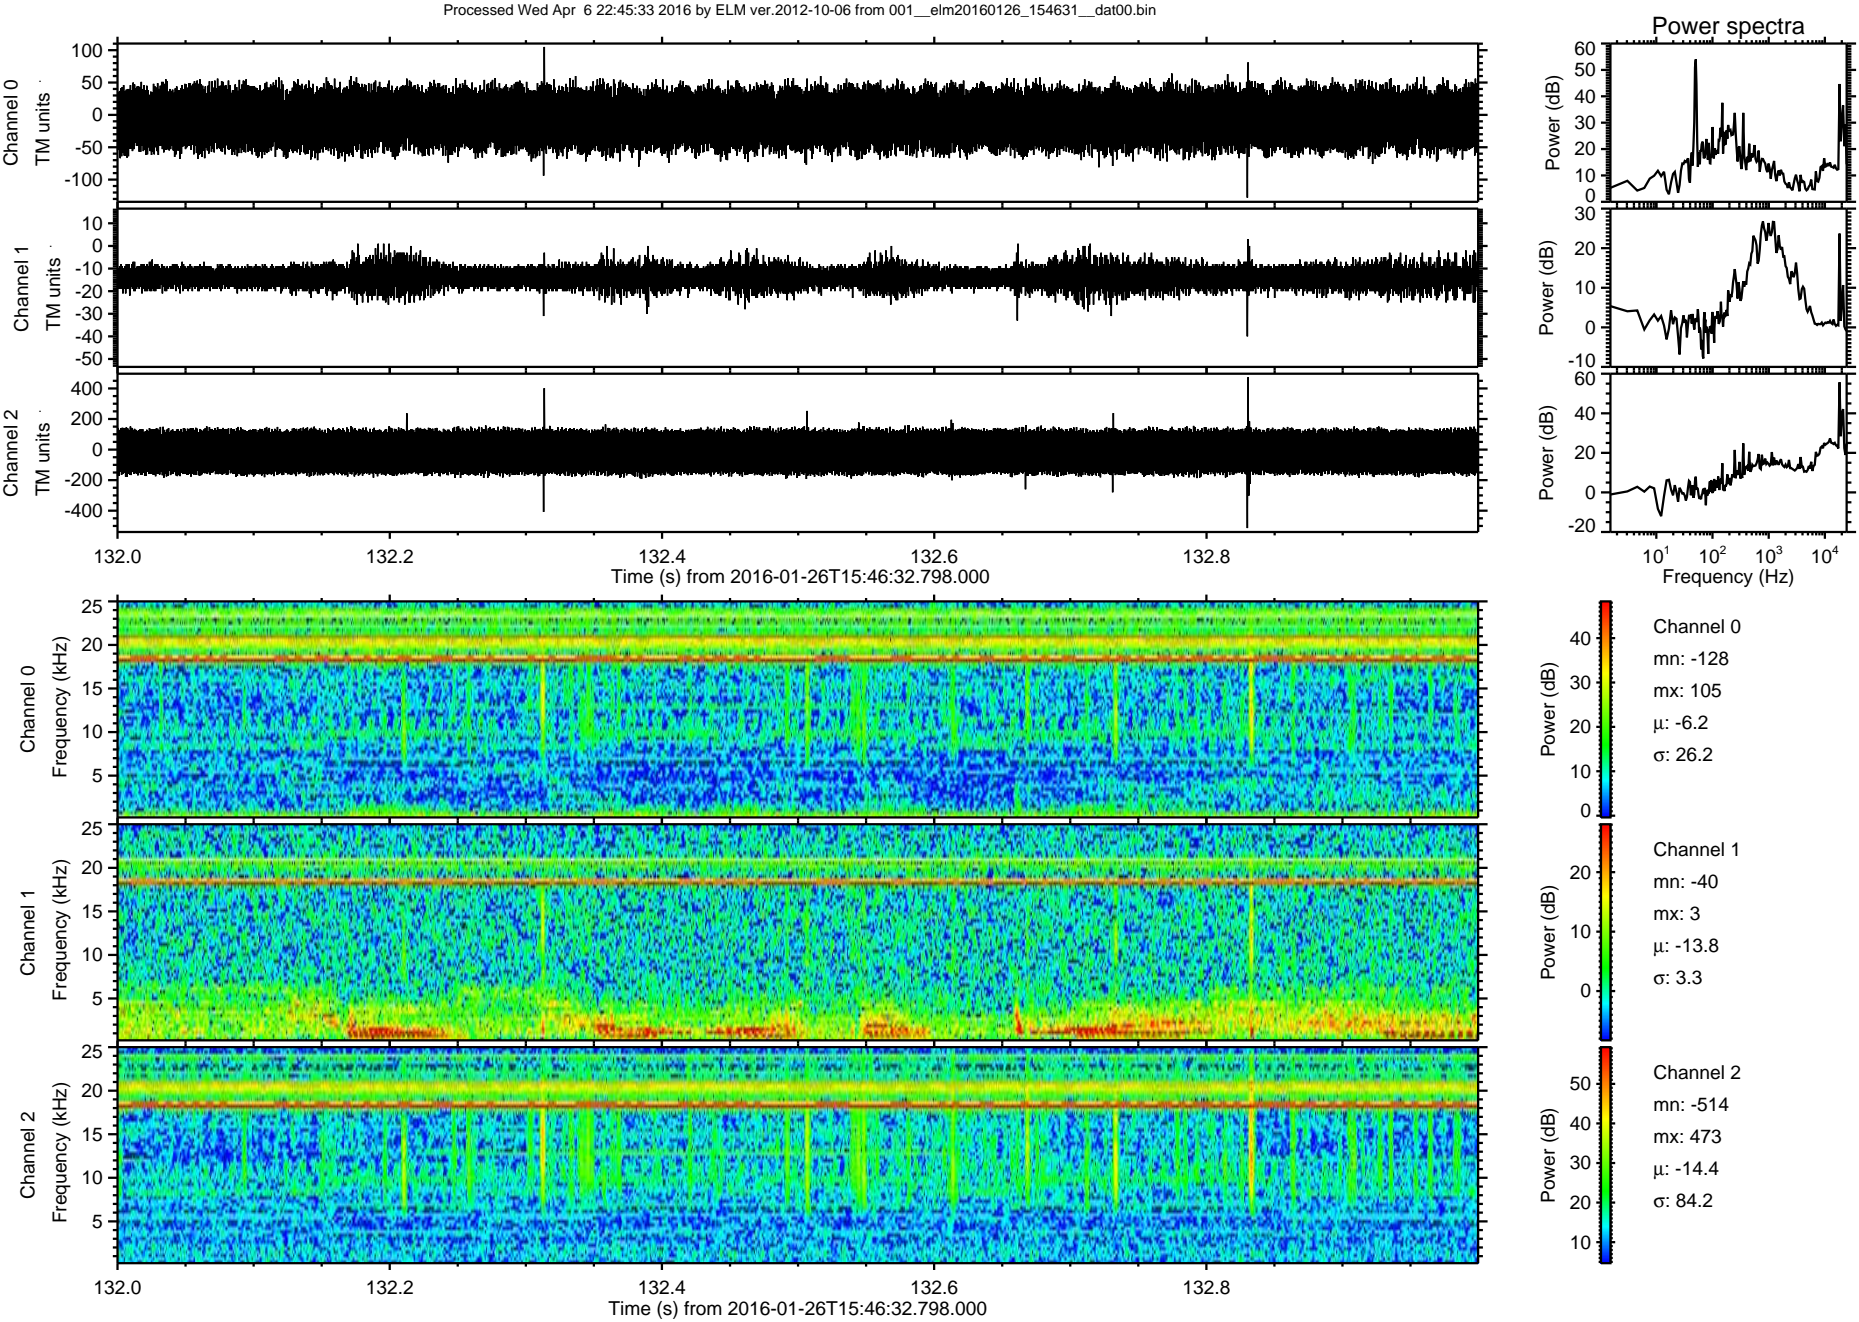 Processed Wed Apr  6 22:45:33 2016 by ELM ver.2012-10-06 from 001__elm20160126_154631__dat00.bin
Power spectra
Channel 0
TM units
100
50
0
-50
-100
Power (dB)
60
50
40
30
20
10
0
Channel 1
TM units
10
0
-10
-20
-30
-40
-50
Power (dB)
30
20
10
0
-10
Channel 2
TM units
400
200
0
-200
-400
Power (dB)
60
40
20
0
-20
132.0 132.2 132.4 132.6 132.8
Time (s) from 2016-01-26T15:46:32.798.000
10¹ 10² 10³ 10⁴
Frequency (Hz)
Channel 0
Frequency (kHz)
25
20
15
10
5
Power (dB)
40
30
20
10
0
Channel 0
mn: -128
mx: 105
µ: -6.2
σ: 26.2
Channel 1
Frequency (kHz)
25
20
15
10
5
Power (dB)
20
10
0
Channel 1
mn: -40
mx: 3
µ: -13.8
σ: 3.3
Channel 2
Frequency (kHz)
25
20
15
10
5
Power (dB)
50
40
30
20
10
Channel 2
mn: -514
mx: 473
µ: -14.4
σ: 84.2
132.0 132.2 132.4 132.6 132.8
Time (s) from 2016-01-26T15:46:32.798.000